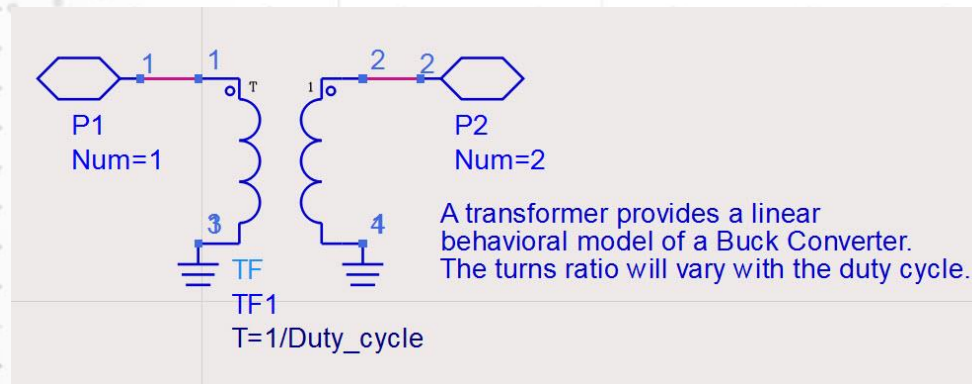 1 1 2 2
T 1
P1 P2
Num=1 Num=2
3 4
A transformer provides a linear
behavioral model of a Buck Converter.
The turns ratio will vary with the duty cycle.
TF
TF1
T=1/Duty_cycle